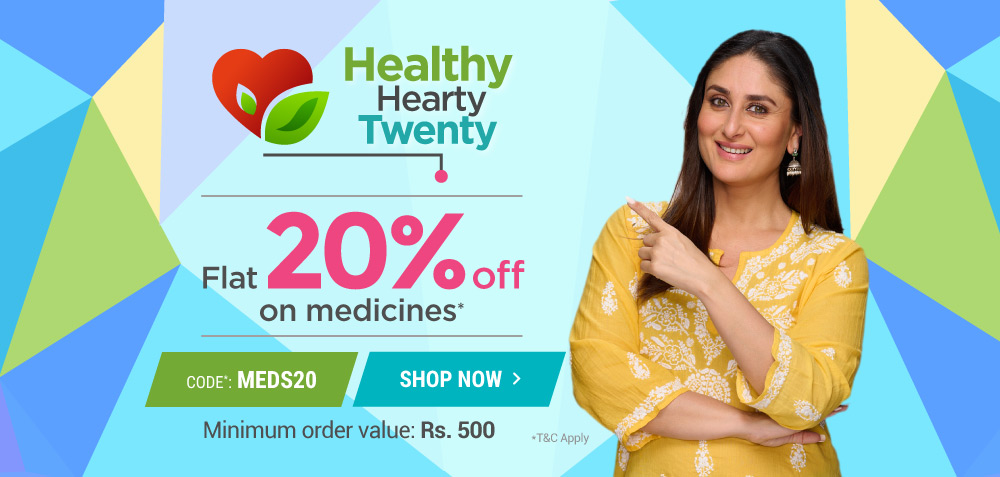 Healthy
Hearty
Twenty
Flat 20% off
on medicines*
CODE*: MEDS20
SHOP NOW >
Minimum order value: Rs. 500
*T&C Apply